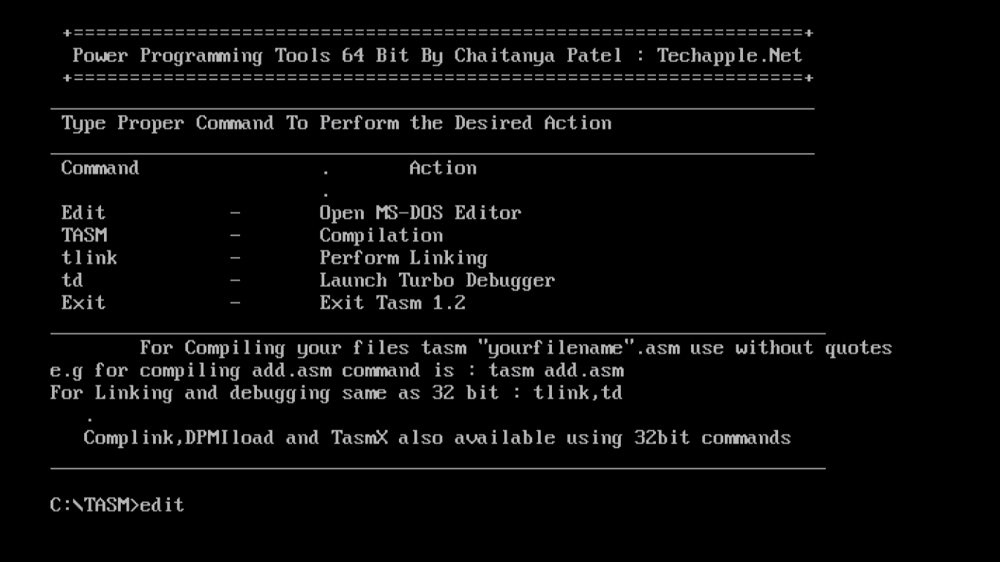 +=================================================================+
Power Programming Tools 64 Bit By Chaitanya Patel : Techapple.Net
+=================================================================+
Type Proper Command To Perform the Desired Action
Command . Action
.
Edit - Open MS-DOS Editor
TASM - Compilation
tlink - Perform Linking
td - Launch Turbo Debugger
Exit - Exit Tasm 1.2
For Compiling your files tasm "yourfilename".asm use without quotes
e.g for compiling add.asm command is : tasm add.asm
For Linking and debugging same as 32 bit : tlink,td
.
Complink,DPMIload and TasmX also available using 32bit commands
C:\TASM>edit